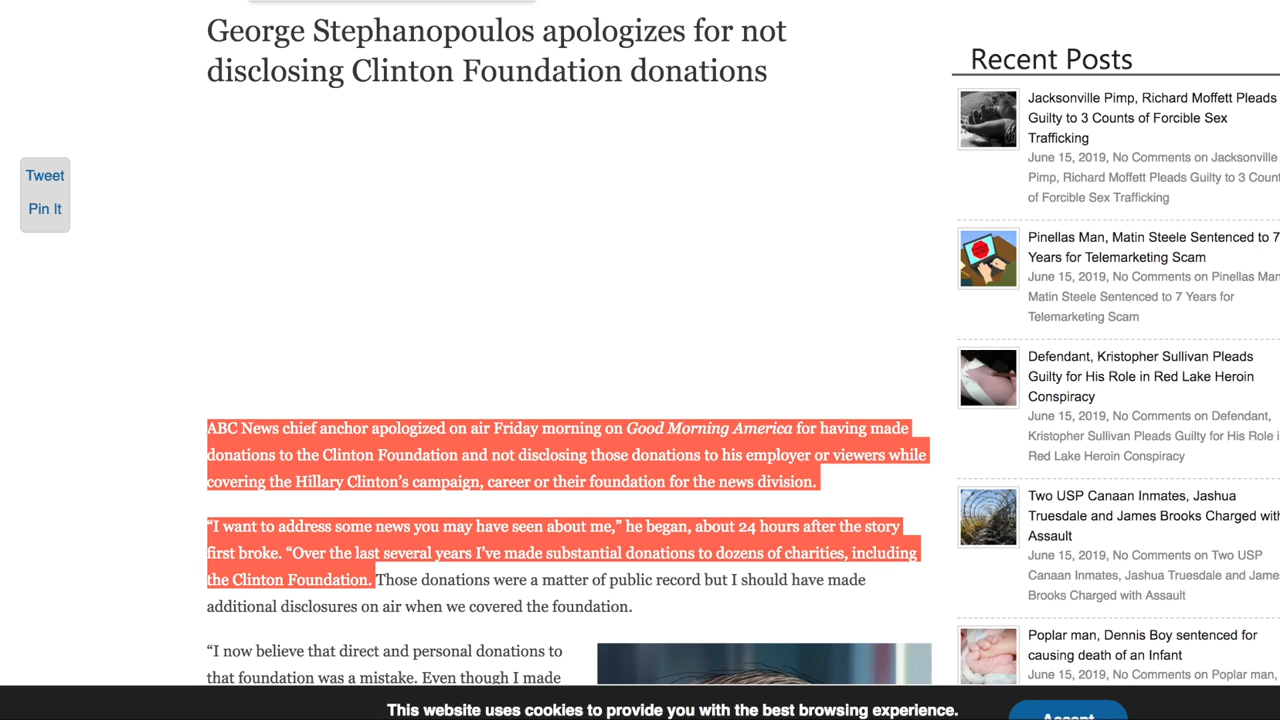 George Stephanopoulos apologizes for not
disclosing Clinton Foundation donations
Tweet
Pin It
ABC News chief anchor apologized on air Friday morning on Good Morning America for having made
donations to the Clinton Foundation and not disclosing those donations to his employer or viewers while
covering the Hillary Clinton’s campaign, career or their foundation for the news division.
“I want to address some news you may have seen about me,” he began, about 24 hours after the story
first broke. “Over the last several years I’ve made substantial donations to dozens of charities, including
the Clinton Foundation. Those donations were a matter of public record but I should have made
additional disclosures on air when we covered the foundation.
“I now believe that direct and personal donations to
that foundation was a mistake. Even though I made
Recent Posts
Jacksonville Pimp, Richard Moffett Pleads
Guilty to 3 Counts of Forcible Sex
Trafficking
June 15, 2019, No Comments on Jacksonville
Pimp, Richard Moffett Pleads Guilty to 3 Count
of Forcible Sex Trafficking
Pinellas Man, Matin Steele Sentenced to 7
Years for Telemarketing Scam
June 15, 2019, No Comments on Pinellas Man
Matin Steele Sentenced to 7 Years for
Telemarketing Scam
Defendant, Kristopher Sullivan Pleads
Guilty for His Role in Red Lake Heroin
Conspiracy
June 15, 2019, No Comments on Defendant,
Kristopher Sullivan Pleads Guilty for His Role i
Red Lake Heroin Conspiracy
Two USP Canaan Inmates, Jashua
Truesdale and James Brooks Charged with
Assault
June 15, 2019, No Comments on Two USP
Canaan Inmates, Jashua Truesdale and James
Brooks Charged with Assault
Poplar man, Dennis Boy sentenced for
causing death of an Infant
June 15, 2019, No Comments on Poplar man,
This website uses cookies to provide you with the best browsing experience.
Accept